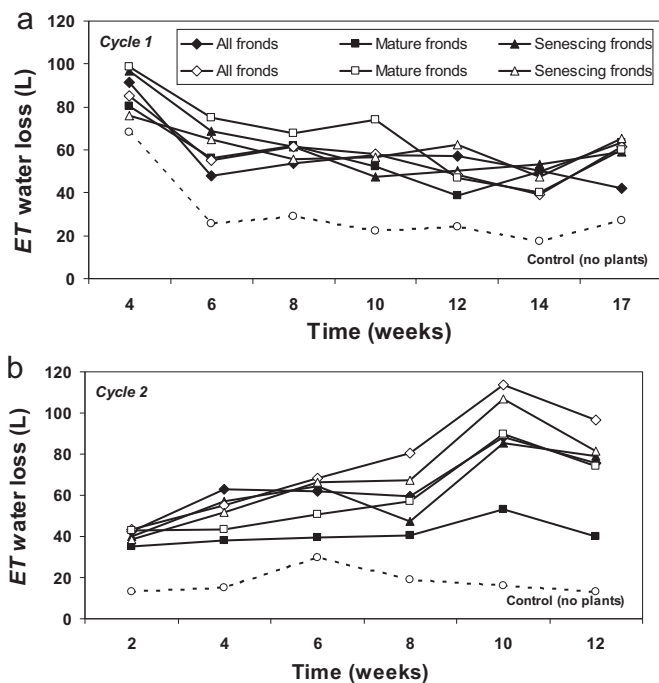 a
Cycle 1
All fronds Mature fronds Senescing fronds
All fronds Mature fronds Senescing fronds
120
100
80
60
40
20
0
ET water loss (L)
Control (no plants)
4 6 8 10 12 14 17
Time (weeks)
b
Cycle 2
120
100
80
60
40
20
0
ET water loss (L)
Control (no plants)
2 4 6 8 10 12
Time (weeks)